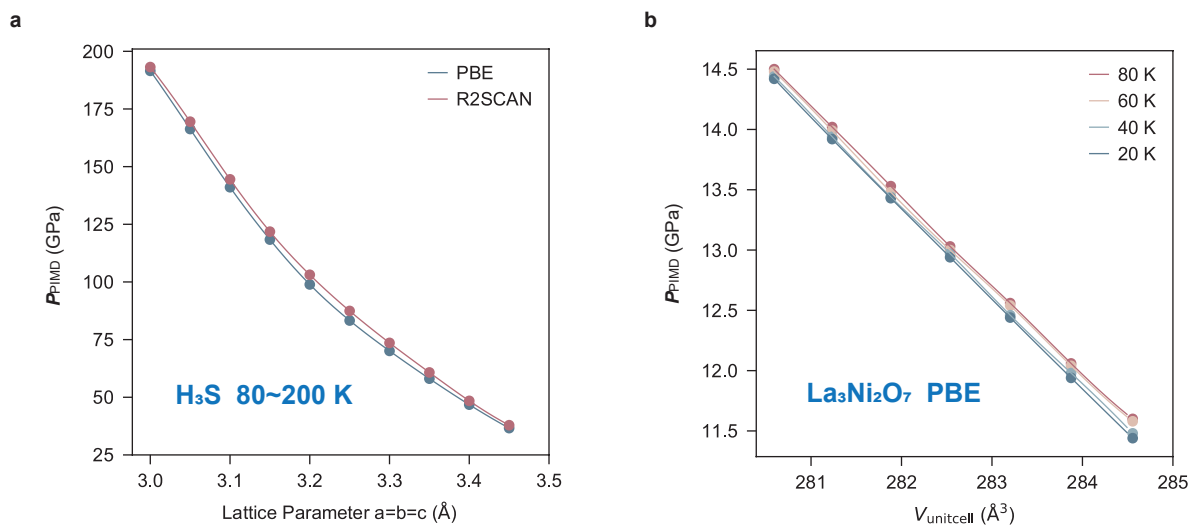 a
200
175
150
125
100
75
50
25
P_PIMD (GPa)
PBE
R2SCAN
H₃S 80~200 K
3.0 3.1 3.2 3.3 3.4 3.5
Lattice Parameter a=b=c (Å)
b
14.5
14.0
13.5
13.0
12.5
12.0
11.5
P_PIMD (GPa)
80 K
60 K
40 K
20 K
La₃Ni₂O₇ PBE
281 282 283 284 285
V_unitcell (Å³)